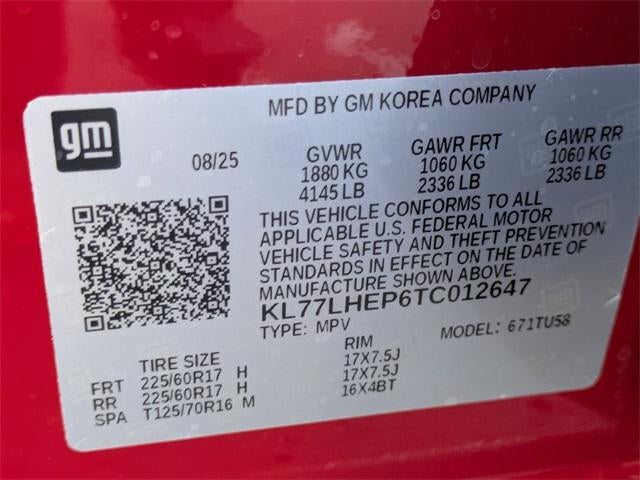 MFD BY GM KOREA COMPANY
gm
08/25
GVWR
1880 KG
4145 LB
GAWR FRT
1060 KG
2336 LB
GAWR RR
1060 KG
2336 LB
THIS VEHICLE CONFORMS TO ALL
APPLICABLE U.S. FEDERAL MOTOR
VEHICLE SAFETY AND THEFT PREVENTION
STANDARDS IN EFFECT ON THE DATE OF
MANUFACTURE SHOWN ABOVE.
KL77LHEP6TC012647
TYPE: MPV MODEL: 671TU58
TIRE SIZE RIM
FRT 225/60R17 H 17X7.5J
RR 225/60R17 H 17X7.5J
SPA T125/70R16 M 16X4BT